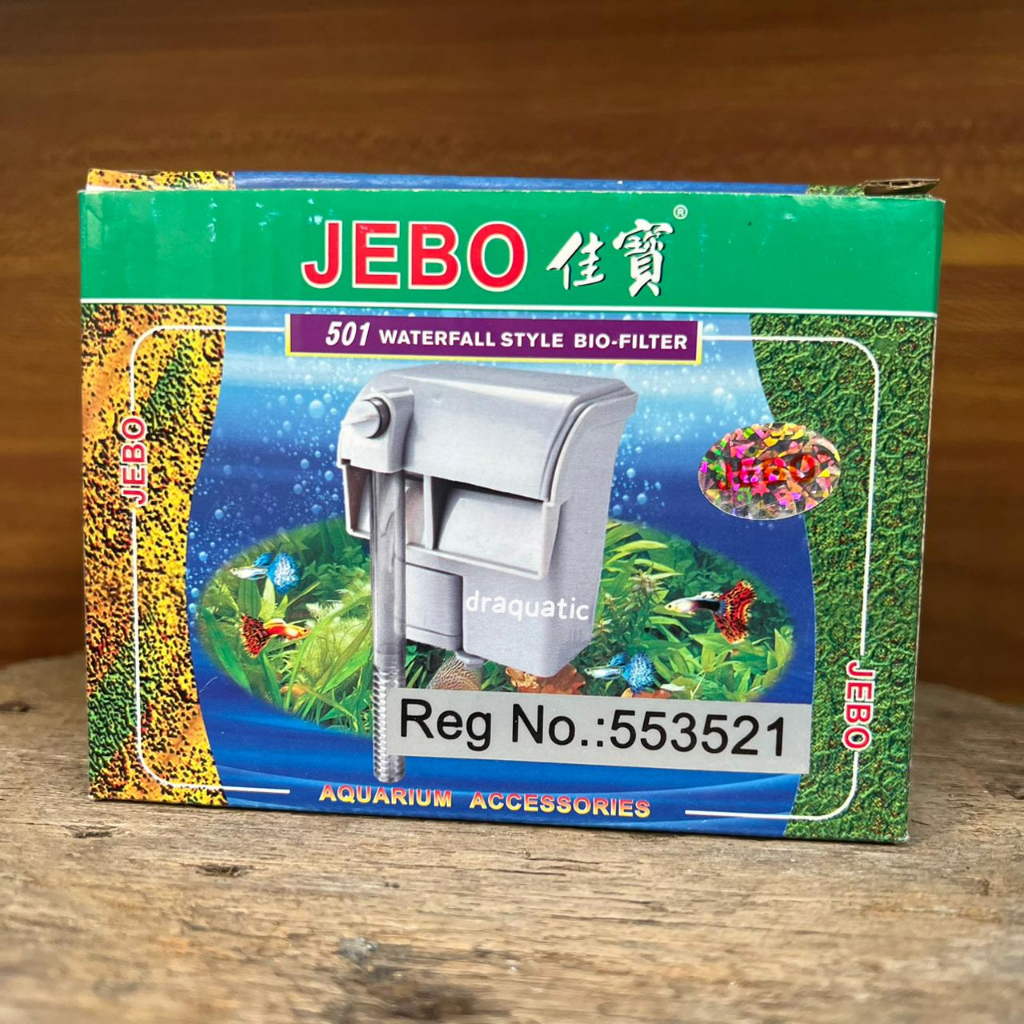 JEBO 佳寶®
501 WATERFALL STYLE BIO-FILTER
JEBO
JEBO
draquatic
Reg No.:553521
JEBO
AQUARIUM ACCESSORIES